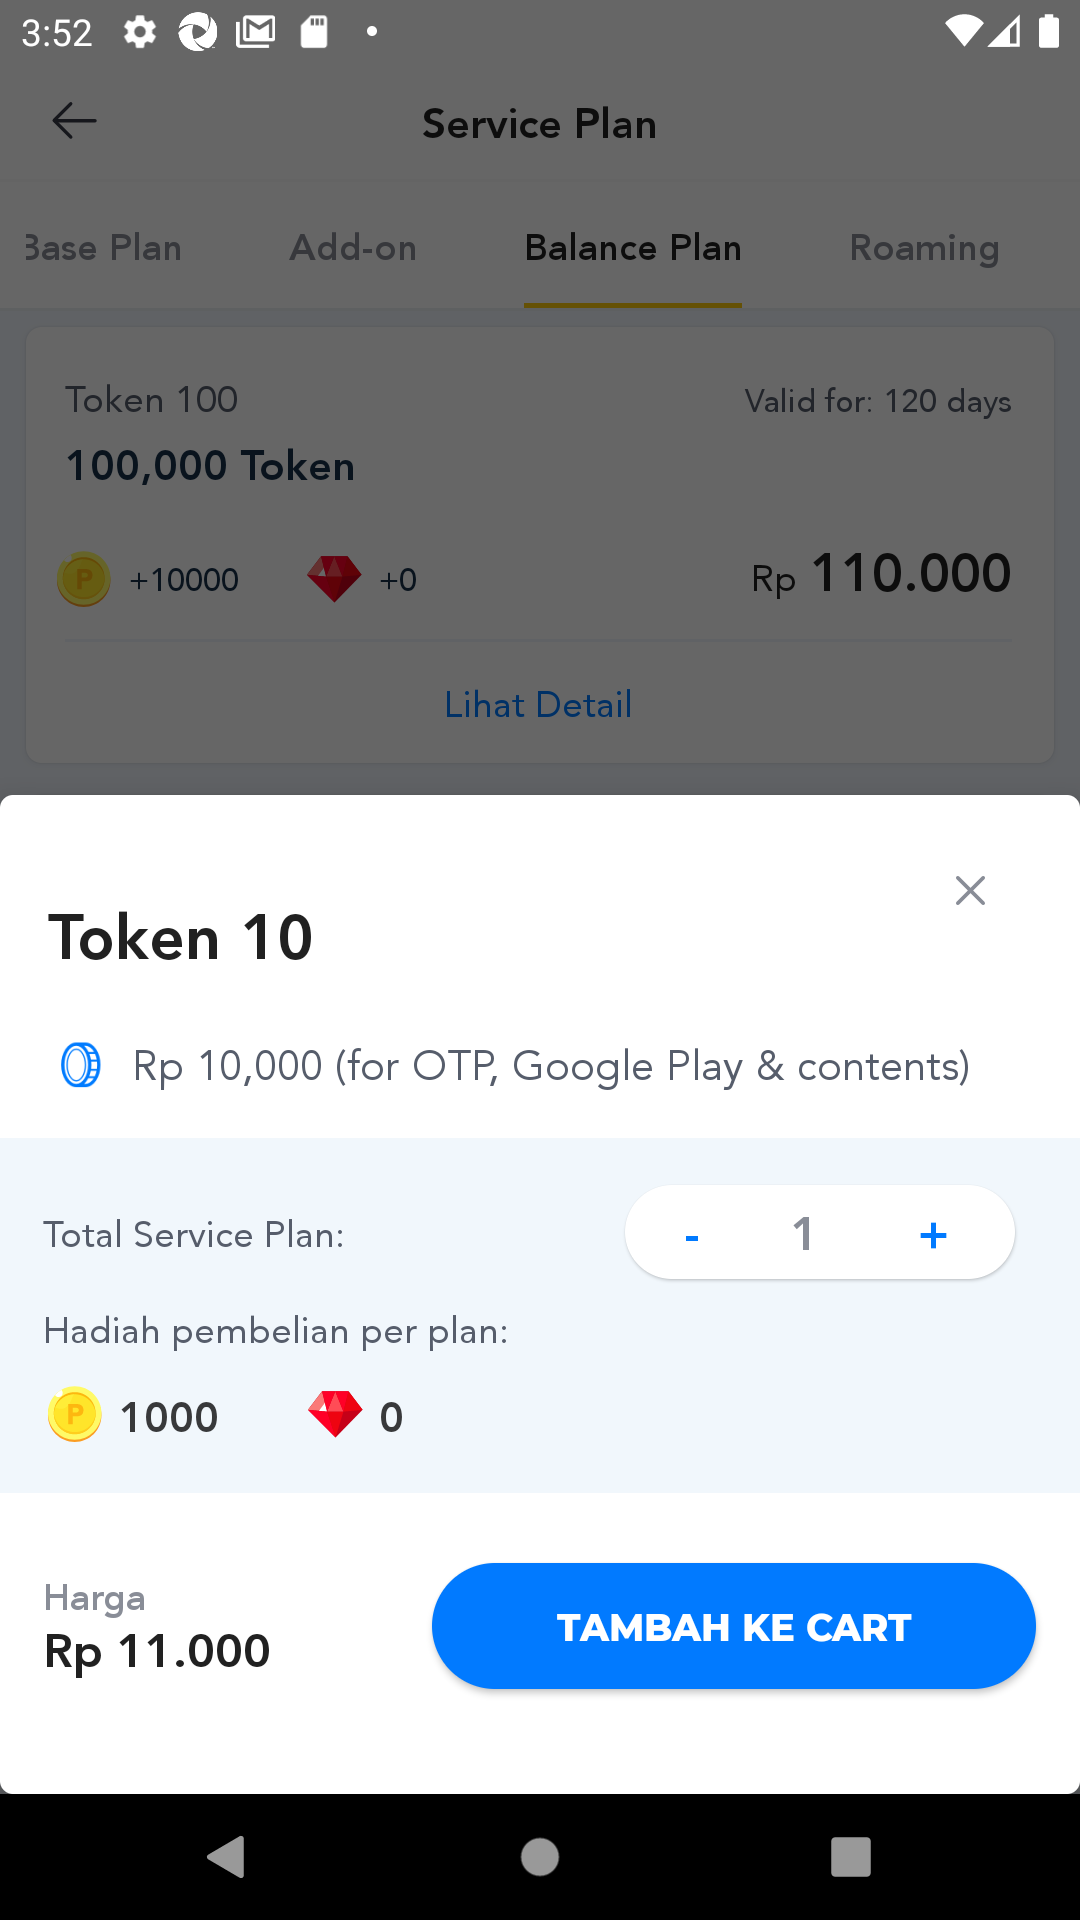 3:52
Service Plan
Base Plan Add-on Balance Plan Roaming
Token 100 Valid for: 120 days
100,000 Token
P +10000 +0 Rp 110.000
Lihat Detail
Token 10
Rp 10,000 (for OTP, Google Play & contents)
Total Service Plan: - 1 +
Hadiah pembelian per plan:
P 1000 0
Harga
Rp 11.000
TAMBAH KE CART